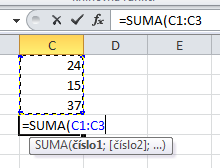 =SUMA(C1:C3
C D E
24
15
37
=SUMA(C1:C3
SUMA(číslo1; [číslo2]; ...)